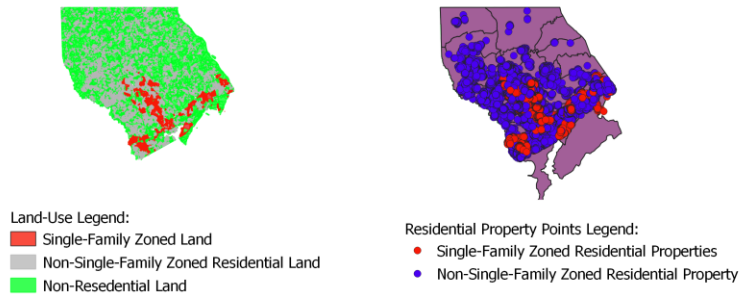 Land-Use Legend:
Single-Family Zoned Land
Non-Single-Family Zoned Residential Land
Non-Resedential Land
Residential Property Points Legend:
Single-Family Zoned Residential Properties
Non-Single-Family Zoned Residential Property